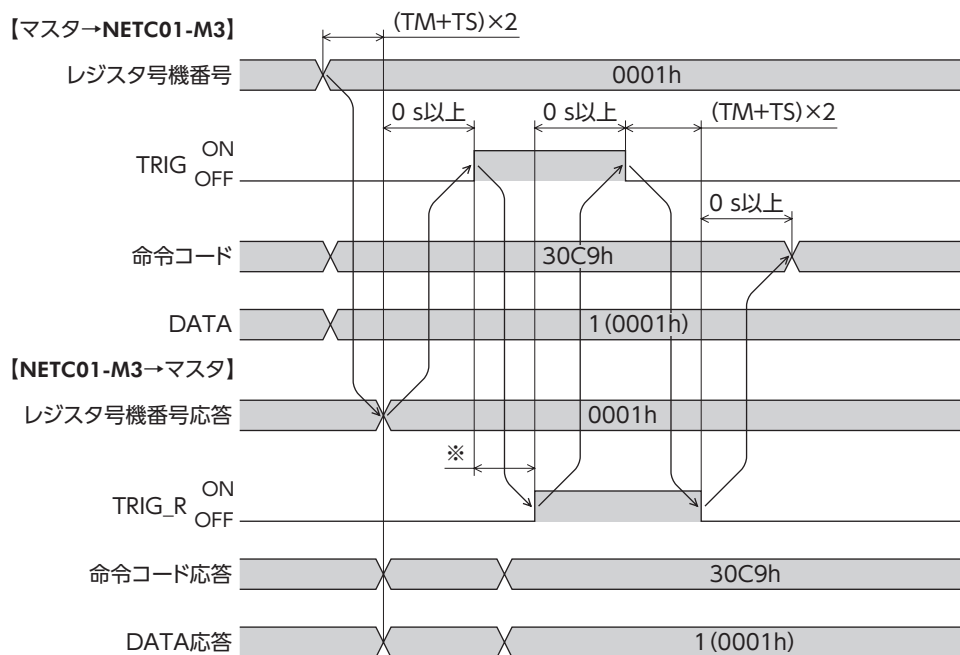 【マスタ→NETC01-M3】
(TM+TS)×2
レジスタ号機番号
0001h
0 s以上
0 s以上
(TM+TS)×2
TRIG
ON
OFF
0 s以上
命令コード
30C9h
DATA
1(0001h)
【NETC01-M3→マスタ】
レジスタ号機番号応答
0001h
※
TRIG_R
ON
OFF
命令コード応答
30C9h
DATA応答
1(0001h)